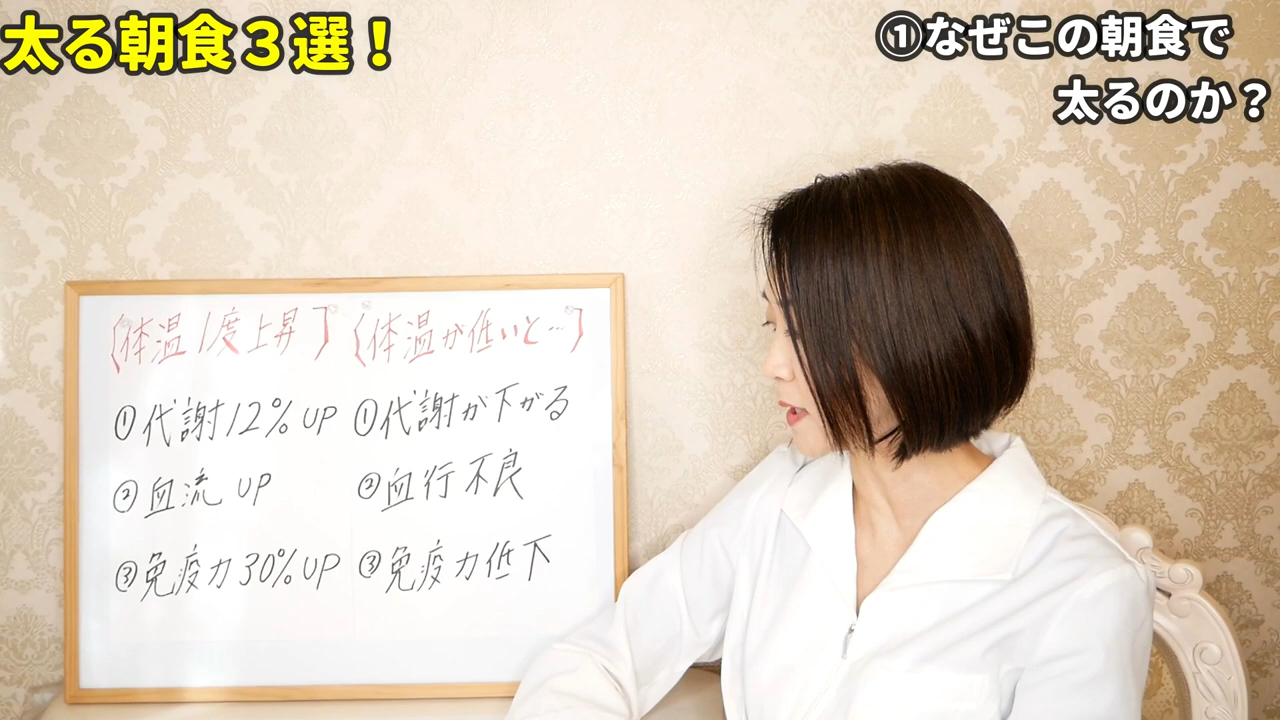 太る朝食３選！
①なぜこの朝食で
太るのか？
〔体温1度上昇〕
①代謝12%UP
②血流UP
③免疫力30%UP
〔体温が低いと…〕
①代謝が下がる
②血行不良
③免疫力低下